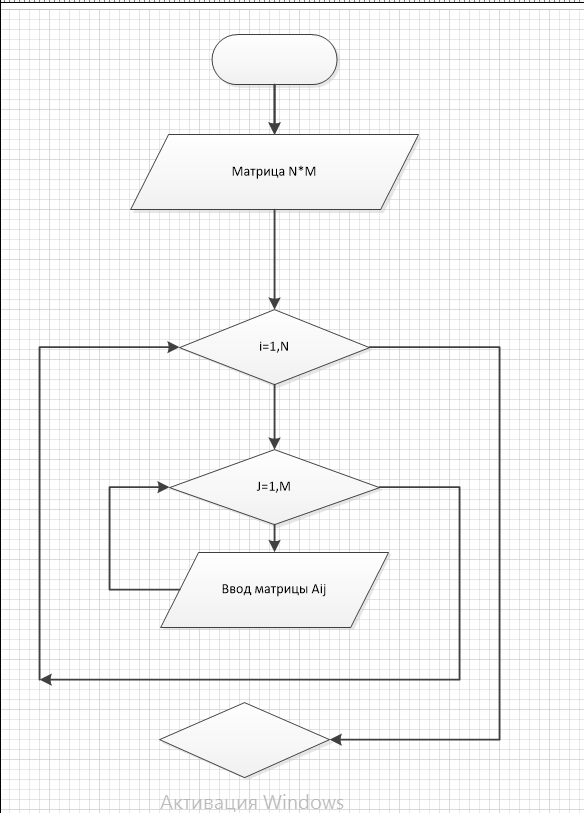 Матрица N*M
i=1,N
J=1,M
Ввод матрицы Aij
Активация Windows